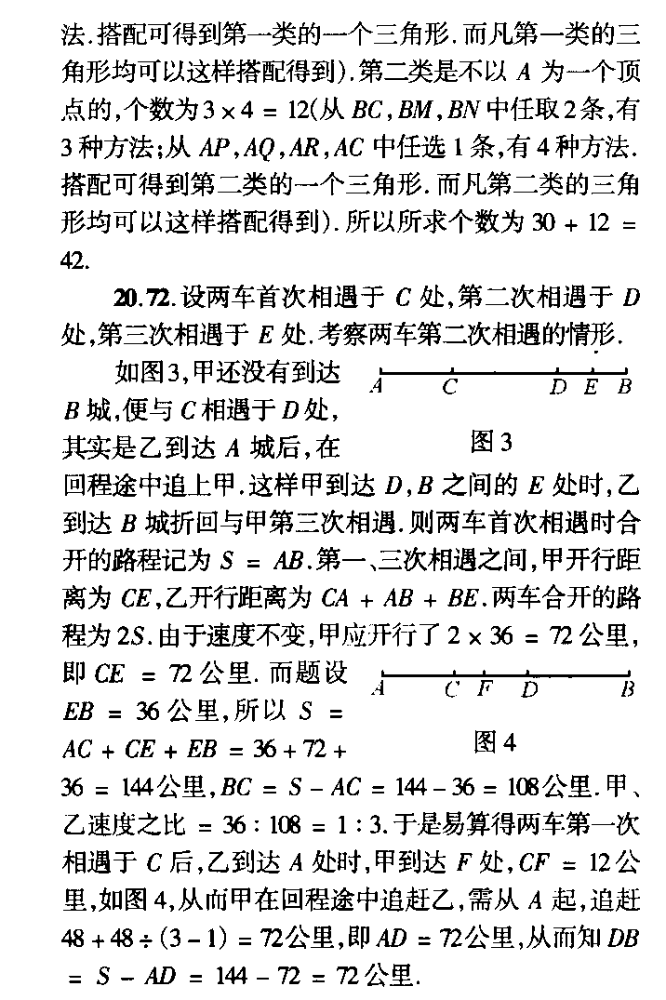 法.搭配可得到第一类的一个三角形.而凡第一类的三
角形均可以这样搭配得到).第二类是不以 A 为一个顶
点的,个数为3×4 = 12(从 BC,BM,BN 中任取2条,有
3种方法;从 AP,AQ,AR,AC 中任选1条,有4种方法.
搭配可得到第二类的一个三角形.而凡第二类的三角
形均可以这样搭配得到).所以所求个数为 30 + 12 =
42.
20.72.设两车首次相遇于 C 处,第二次相遇于 D
处,第三次相遇于 E 处.考察两车第二次相遇的情形.
如图3,甲还没有到达
B 城,便与 C 相遇于 D 处,
其实是乙到达 A 城后,在
A C D E B
图3
回程途中追上甲.这样甲到达 D,B 之间的 E 处时,乙
到达 B 城折回与甲第三次相遇.则两车首次相遇时合
开的路程记为 S = AB.第一、三次相遇之间,甲开行距
离为 CE,乙开行距离为 CA + AB + BE.两车合开的路
程为 2S.由于速度不变,甲应开行了 2×36 = 72公里,
即 CE = 72公里.而题设
EB = 36公里,所以 S =
AC + CE + EB = 36+72+
A C F D B
图4
36 = 144公里,BC = S - AC = 144-36 = 108公里.甲、
乙速度之比 = 36:108 = 1:3.于是易算得两车第一次
相遇于 C 后,乙到达 A 处时,甲到达 F 处,CF = 12公
里,如图4,从而甲在回程途中追赶乙,需从 A 起,追赶
48+48÷(3-1) = 72公里,即 AD = 72公里,从而知 DB
= S - AD = 144 - 72 = 72公里.